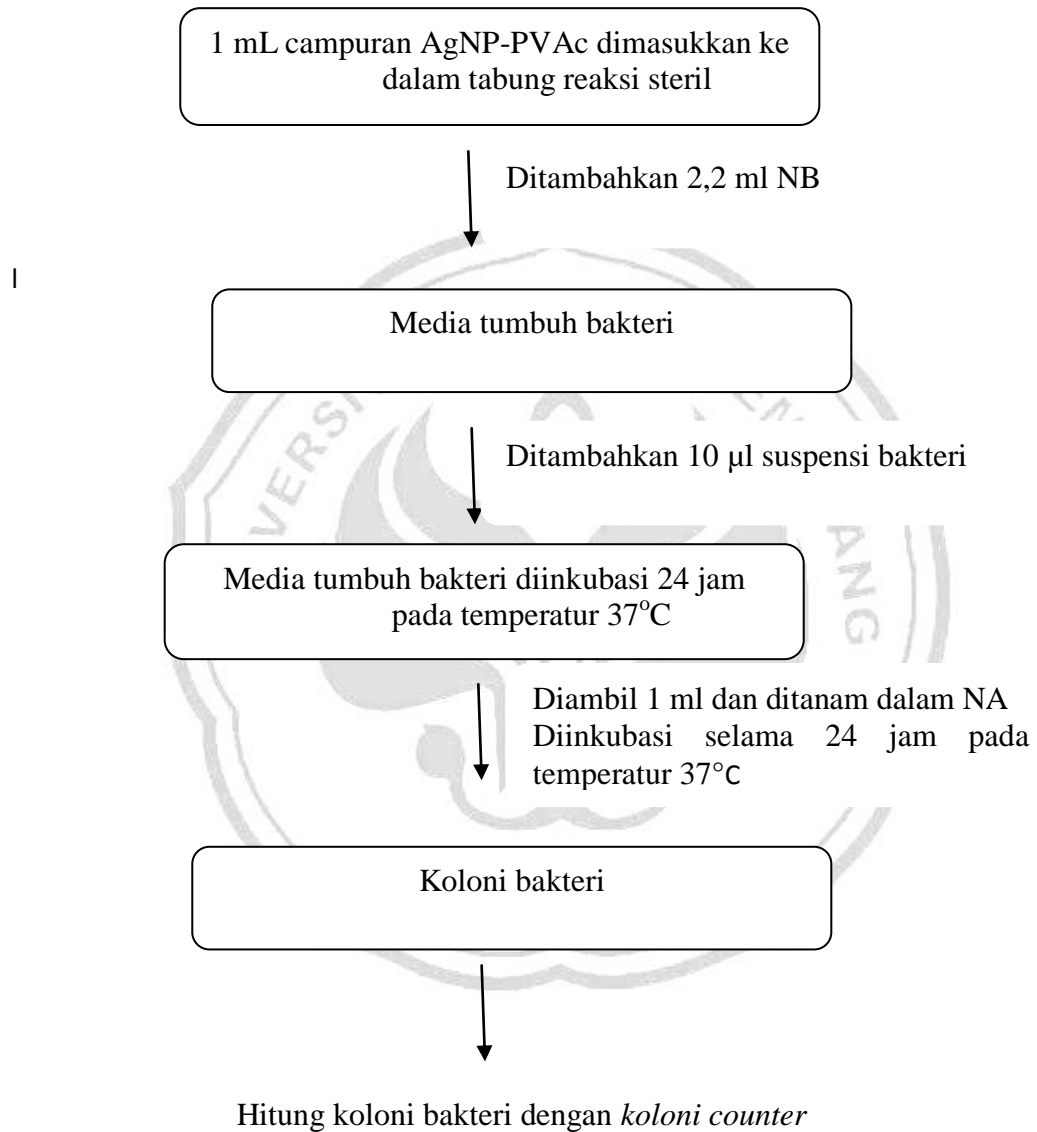 1 mL campuran AgNP-PVAc dimasukkan ke
dalam tabung reaksi steril
Ditambahkan 2,2 ml NB
l
Media tumbuh bakteri
Ditambahkan 10 µl suspensi bakteri
Media tumbuh bakteri diinkubasi 24 jam
pada temperatur 37°C
Diambil 1 ml dan ditanam dalam NA
Diinkubasi selama 24 jam pada
temperatur 37°C
Koloni bakteri
Hitung koloni bakteri dengan koloni counter